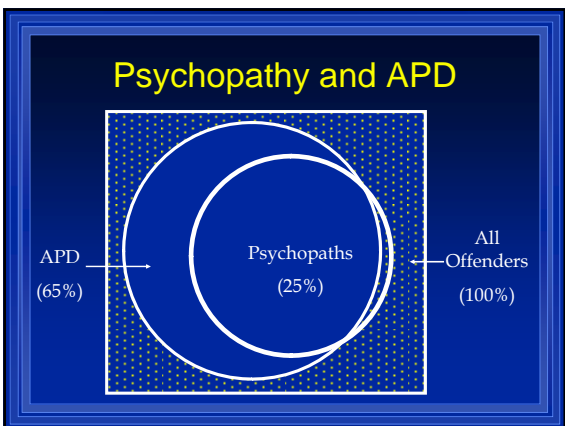 Psychopathy and APD
APD
(65%)
Psychopaths
(25%)
All
Offenders
(100%)